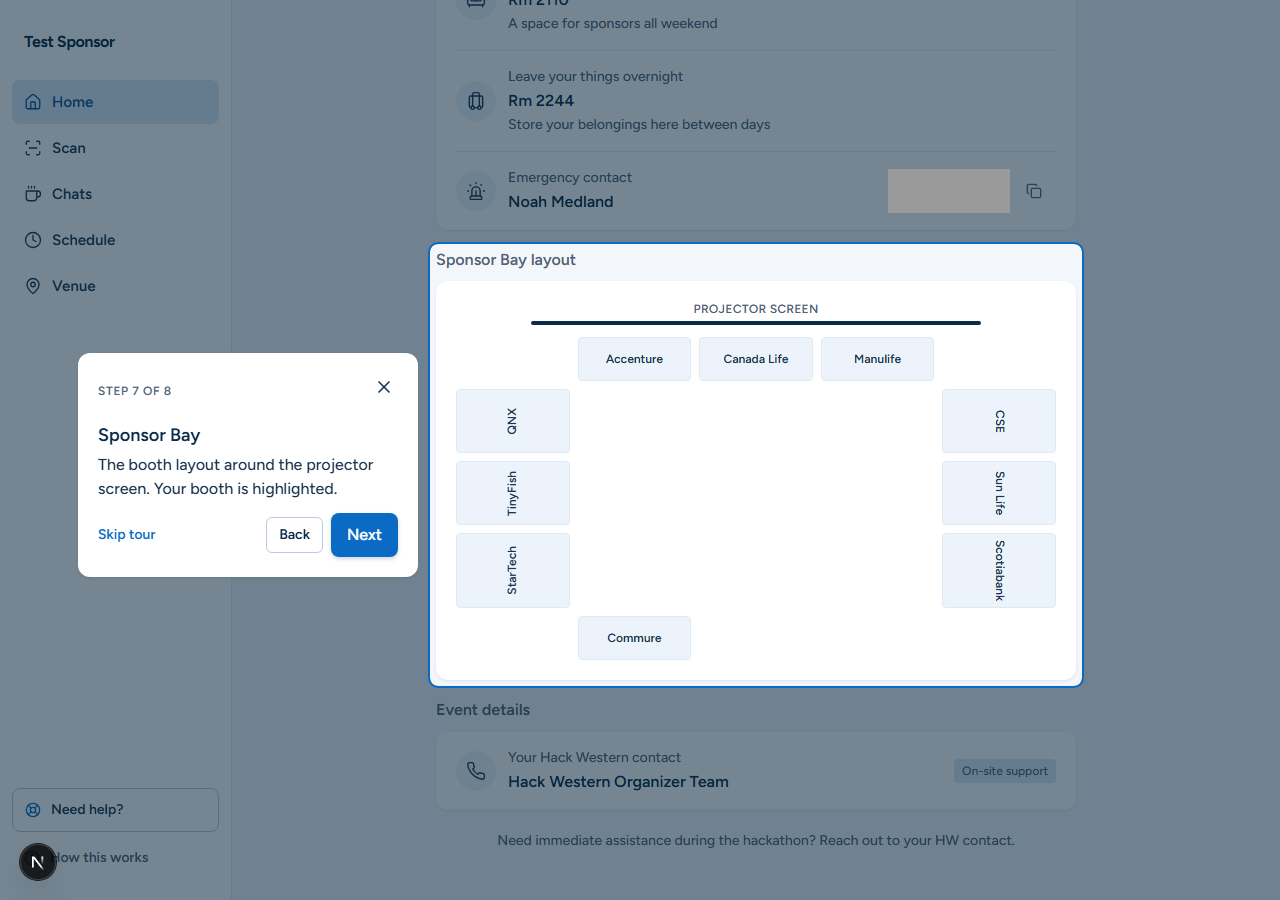 Test Sponsor
Home
Scan
Chats
Schedule
Venue
Need help?
How this works
N
A space for sponsors all weekend
Leave your things overnight
Rm 2244
Store your belongings here between days
Emergency contact
Noah Medland
Sponsor Bay layout
PROJECTOR SCREEN
Accenture
Canada Life
Manulife
QNX
CSE
TinyFish
Sun Life
StarTech
Scotiabank
Commure
STEP 7 OF 8
Sponsor Bay
The booth layout around the projector
screen. Your booth is highlighted.
Skip tour
Back
Next
Event details
Your Hack Western contact
Hack Western Organizer Team
On-site support
Need immediate assistance during the hackathon? Reach out to your HW contact.